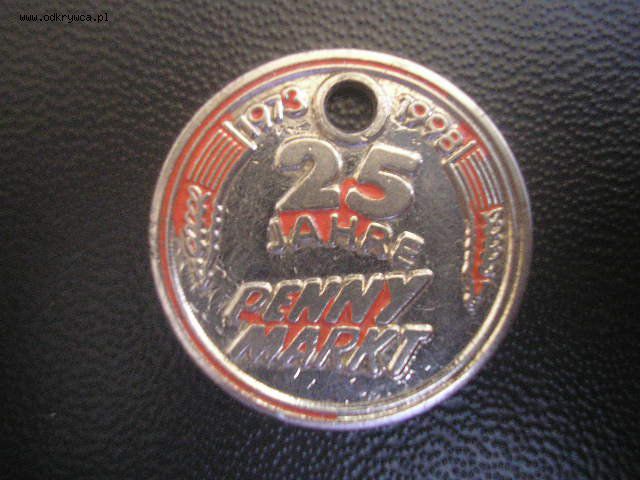 www.odkrywca.pl
1973 1998
25
JAHRE
PENNY
MARKT